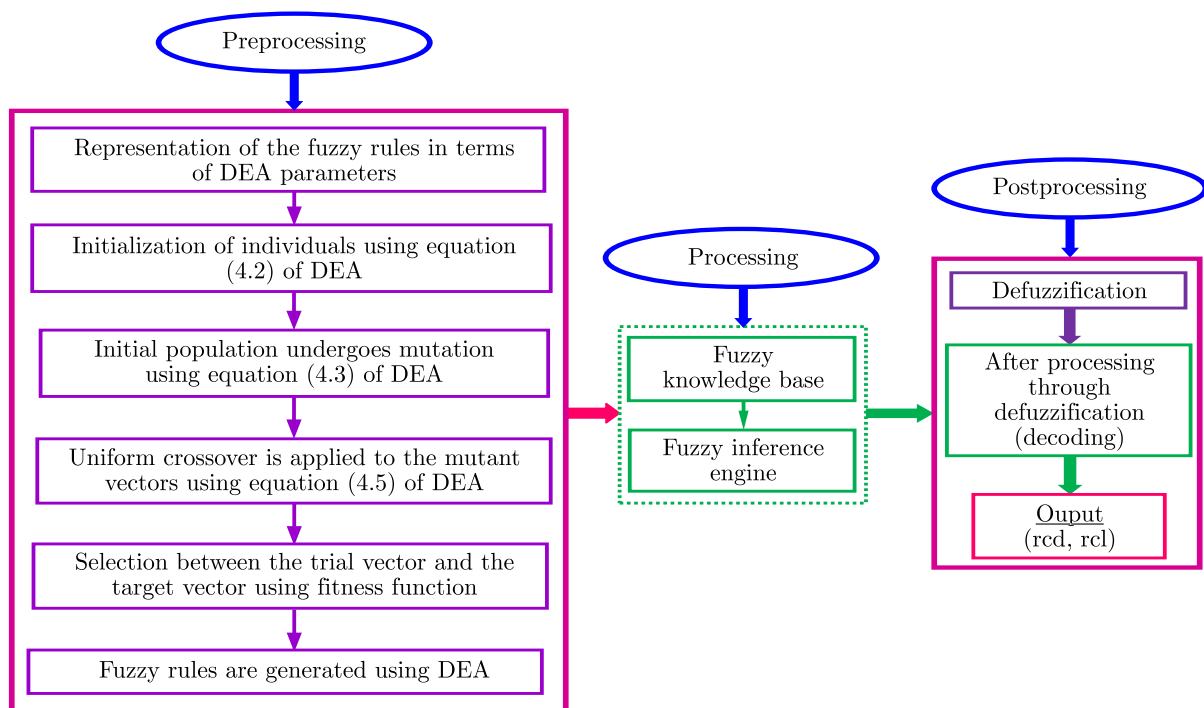 Preprocessing
Representation of the fuzzy rules in terms
of DEA parameters
Initialization of individuals using equation
(4.2) of DEA
Initial population undergoes mutation
using equation (4.3) of DEA
Uniform crossover is applied to the mutant
vectors using equation (4.5) of DEA
Selection between the trial vector and the
target vector using fitness function
Fuzzy rules are generated using DEA
Processing
Fuzzy
knowledge base
Fuzzy inference
engine
Postprocessing
Defuzzification
After processing
through
defuzzification
(decoding)
Ouput
(rcd, rcl)